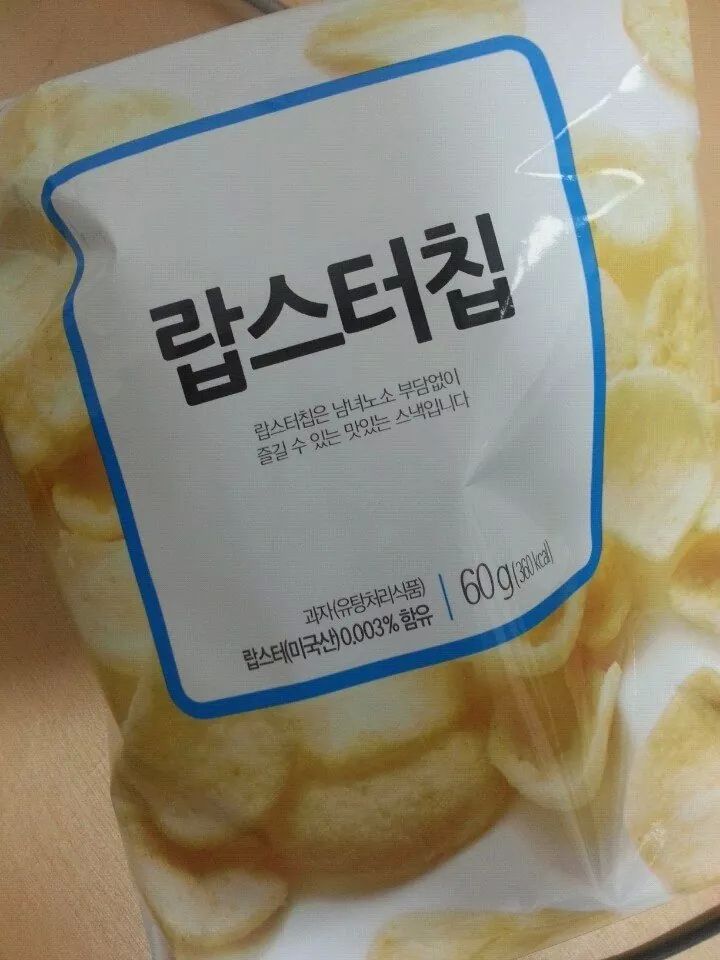 랍스터칩
랍스터칩은 남녀노소 부담없이
즐길 수 있는 맛있는 스낵입니다
과자(유탕처리식품)
랍스터(미국산)0.003% 함유
60g(360kcal)